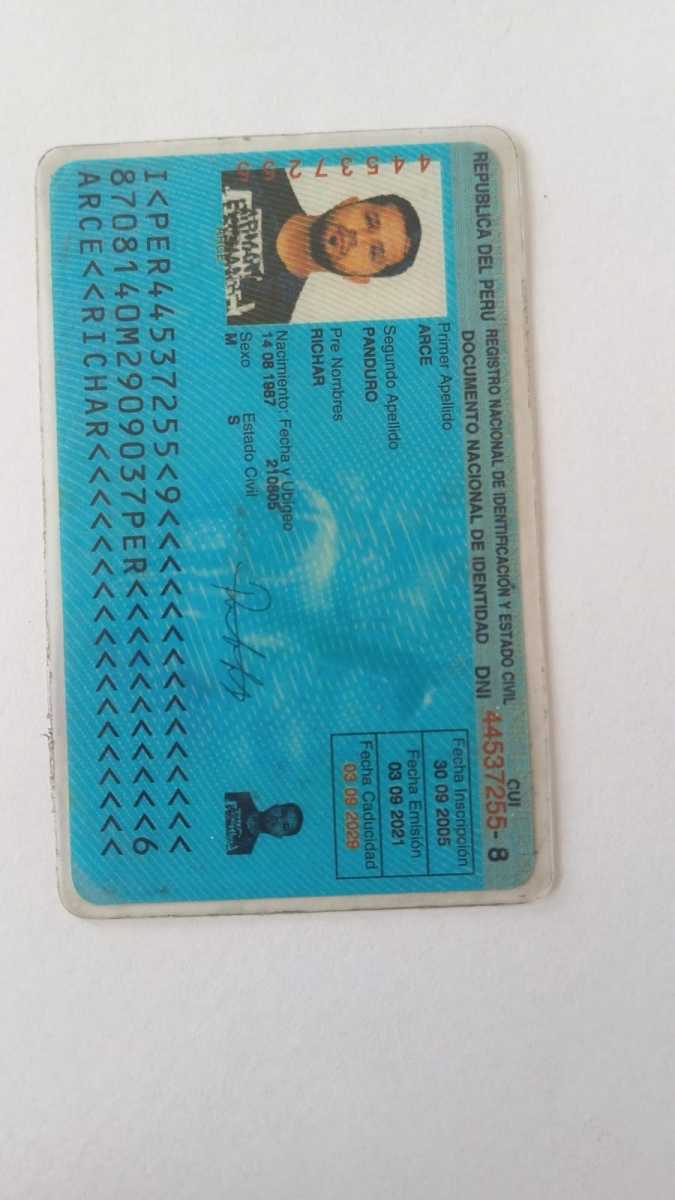 REPUBLICA DEL PERU REGISTRO NACIONAL DE IDENTIFICACIÓN Y ESTADO CIVIL
DOCUMENTO NACIONAL DE IDENTIDAD DNI
CUI
44537255 - 8
Primer Apellido
ARCE
Segundo Apellido
PANDURO
Pre Nombres
RICHAR
Nacimiento: Fecha y Ubigeo
14 08 1987 210805
Sexo Estado Civil
M S
Fecha Inscripción
30 09 2005
Fecha Emisión
03 09 2021
Fecha Caducidad
03 09 2029
44537255
ARCE
I<PER44537255<9<<<<<<<<<<<<<<<
8708140M2909037PER<<<<<<<<<<<6
ARCE<<RICHAR<<<<<<<<<<<<<<<<<<